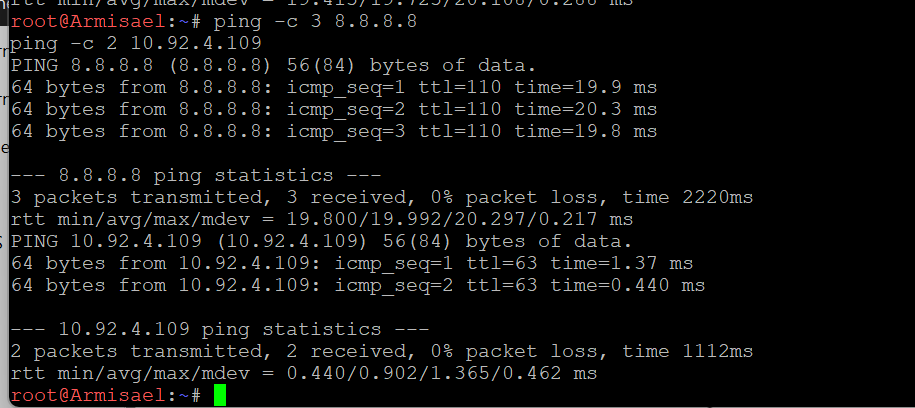 root@Armisael:~# ping -c 3 8.8.8.8
ping -c 2 10.92.4.109
PING 8.8.8.8 (8.8.8.8) 56(84) bytes of data.
64 bytes from 8.8.8.8: icmp_seq=1 ttl=110 time=19.9 ms
64 bytes from 8.8.8.8: icmp_seq=2 ttl=110 time=20.3 ms
64 bytes from 8.8.8.8: icmp_seq=3 ttl=110 time=19.8 ms
--- 8.8.8.8 ping statistics ---
3 packets transmitted, 3 received, 0% packet loss, time 2220ms
rtt min/avg/max/mdev = 19.800/19.992/20.297/0.217 ms
PING 10.92.4.109 (10.92.4.109) 56(84) bytes of data.
64 bytes from 10.92.4.109: icmp_seq=1 ttl=63 time=1.37 ms
64 bytes from 10.92.4.109: icmp_seq=2 ttl=63 time=0.440 ms
--- 10.92.4.109 ping statistics ---
2 packets transmitted, 2 received, 0% packet loss, time 1112ms
rtt min/avg/max/mdev = 0.440/0.902/1.365/0.462 ms
root@Armisael:~#